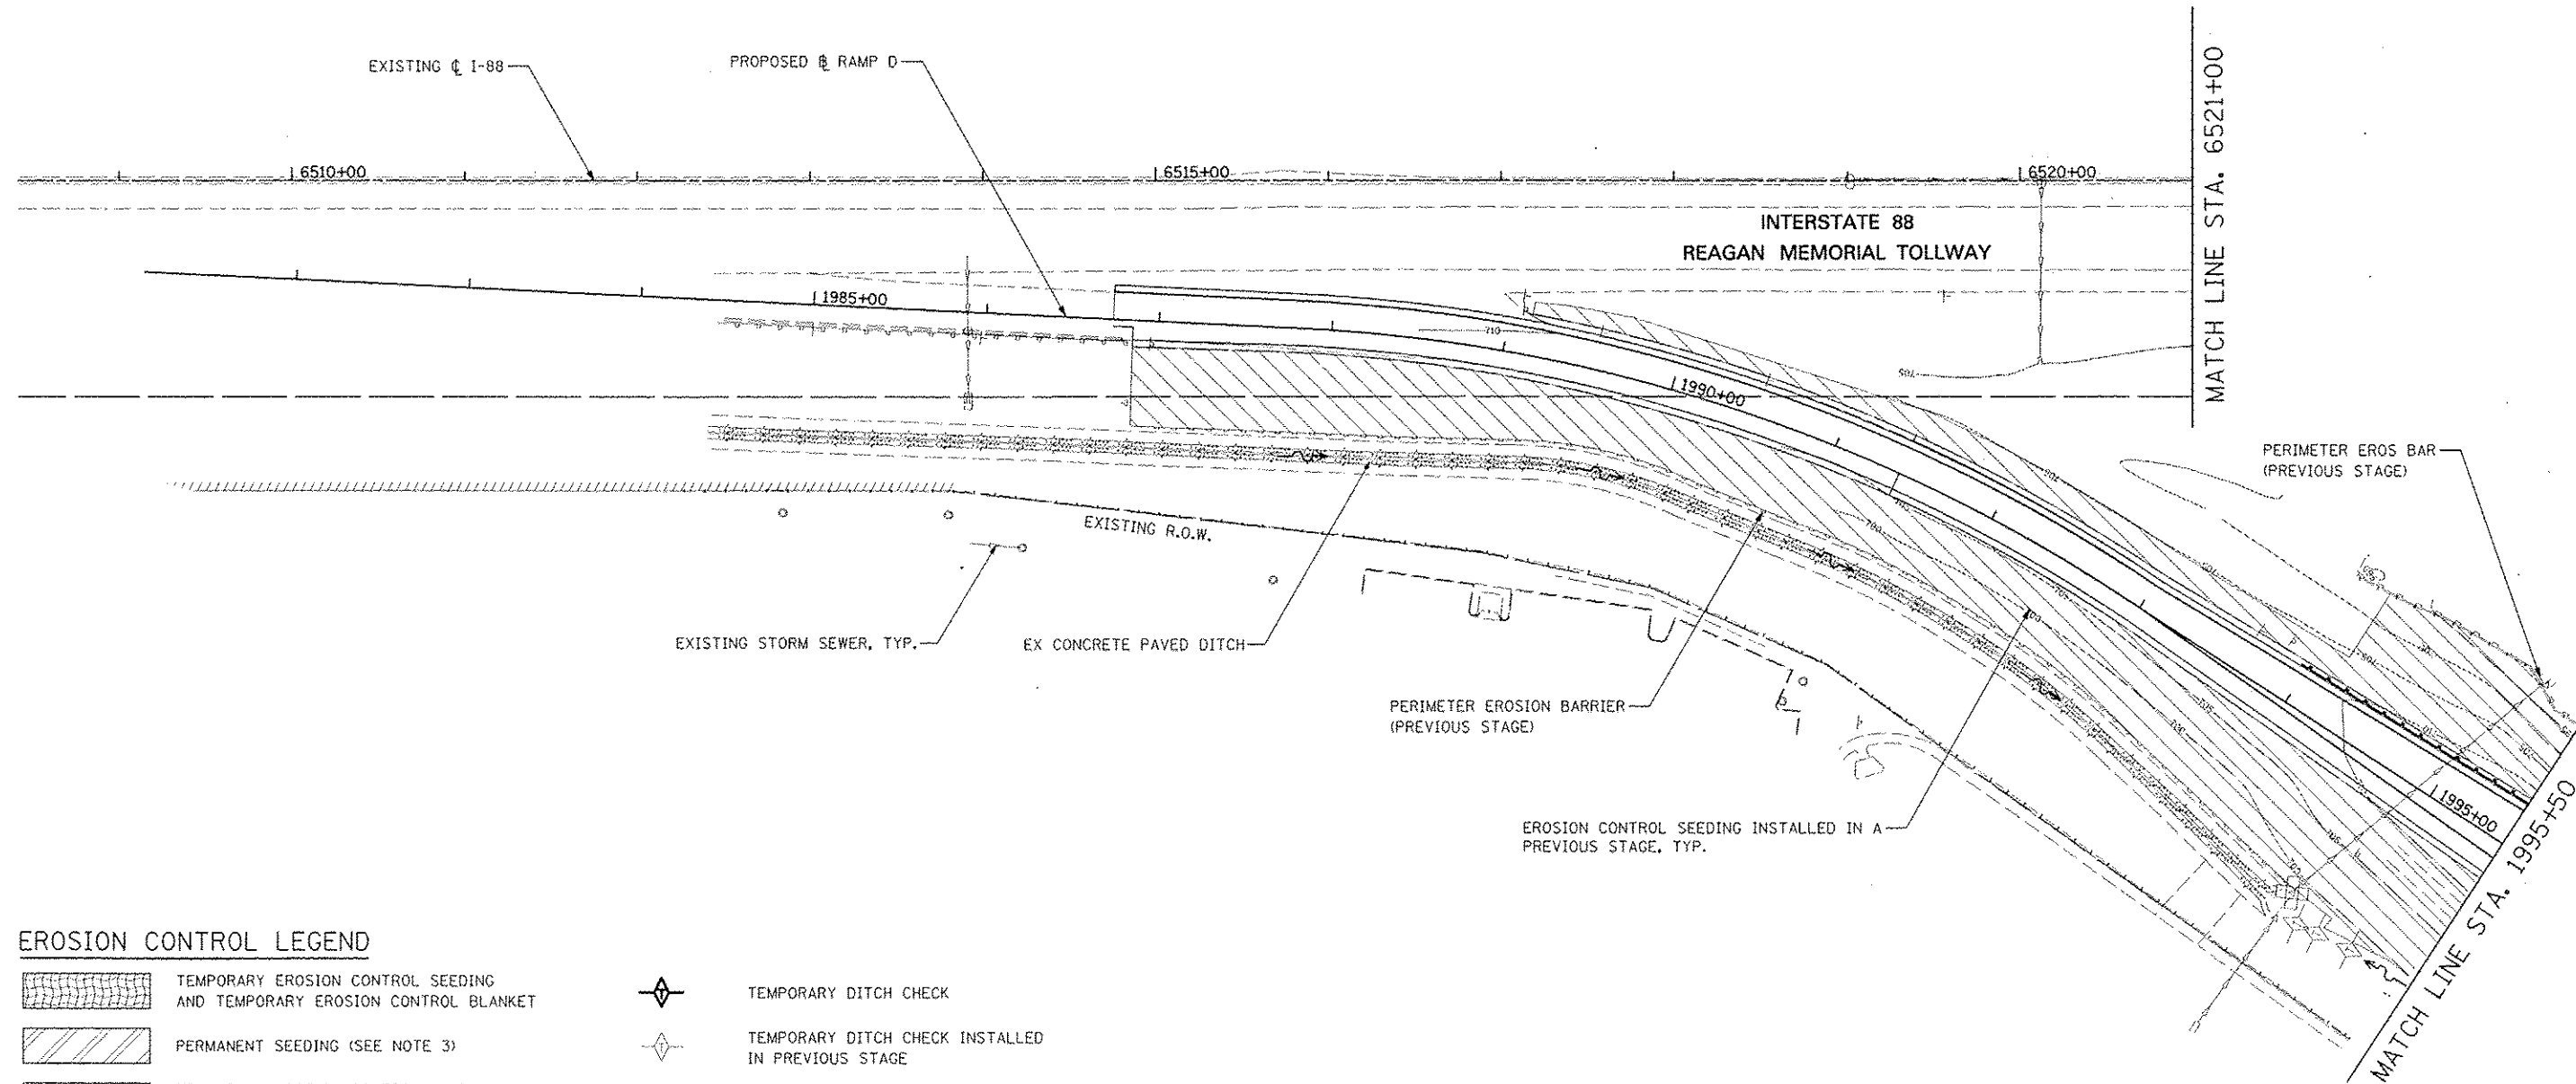 EXISTING ℄ I-88
PROPOSED ⅊ RAMP D
6510+00
6515+00
6520+00
INTERSTATE 88
REAGAN MEMORIAL TOLLWAY
MATCH LINE STA. 6521+00
1985+00
710
1990+00
705
PERIMETER EROS BAR
(PREVIOUS STAGE)
EXISTING R.O.W.
EXISTING STORM SEWER, TYP.
EX CONCRETE PAVED DITCH
PERIMETER EROSION BARRIER
(PREVIOUS STAGE)
EROSION CONTROL SEEDING INSTALLED IN A
PREVIOUS STAGE, TYP.
1995+00
MATCH LINE STA. 1995+50
EROSION CONTROL LEGEND
TEMPORARY EROSION CONTROL SEEDING
AND TEMPORARY EROSION CONTROL BLANKET
PERMANENT SEEDING (SEE NOTE 3)
T
TEMPORARY DITCH CHECK
T
TEMPORARY DITCH CHECK INSTALLED
IN PREVIOUS STAGE